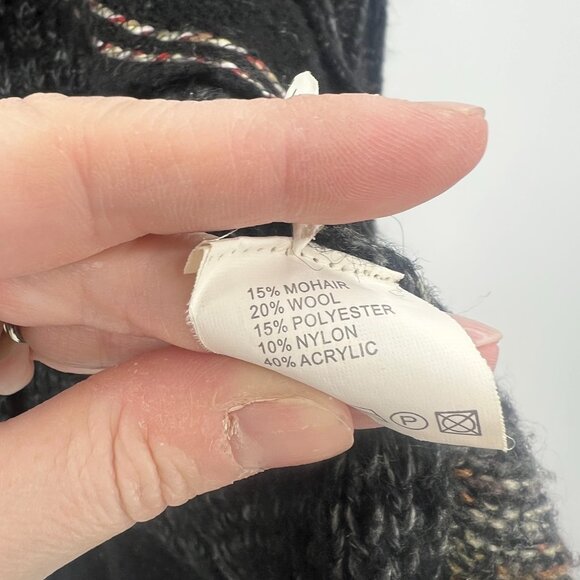 15% MOHAIR
20% WOOL
15% POLYESTER
10% NYLON
40% ACRYLIC
P